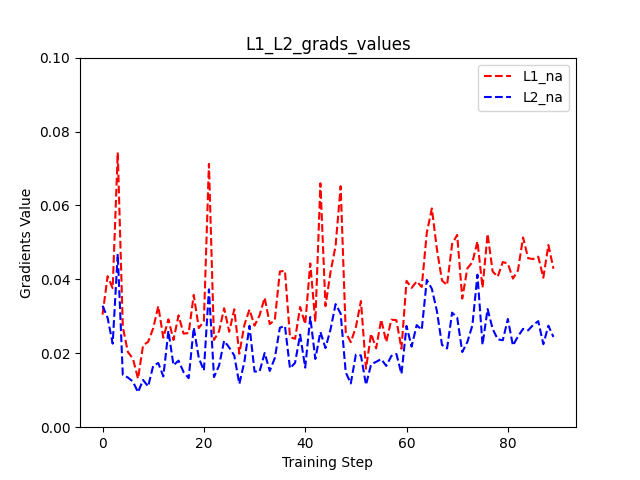 L1_L2_grads_values
L1_na
L2_na
Gradients Value
0.10
0.08
0.06
0.04
0.02
0.00
0
20
40
60
80
Training Step